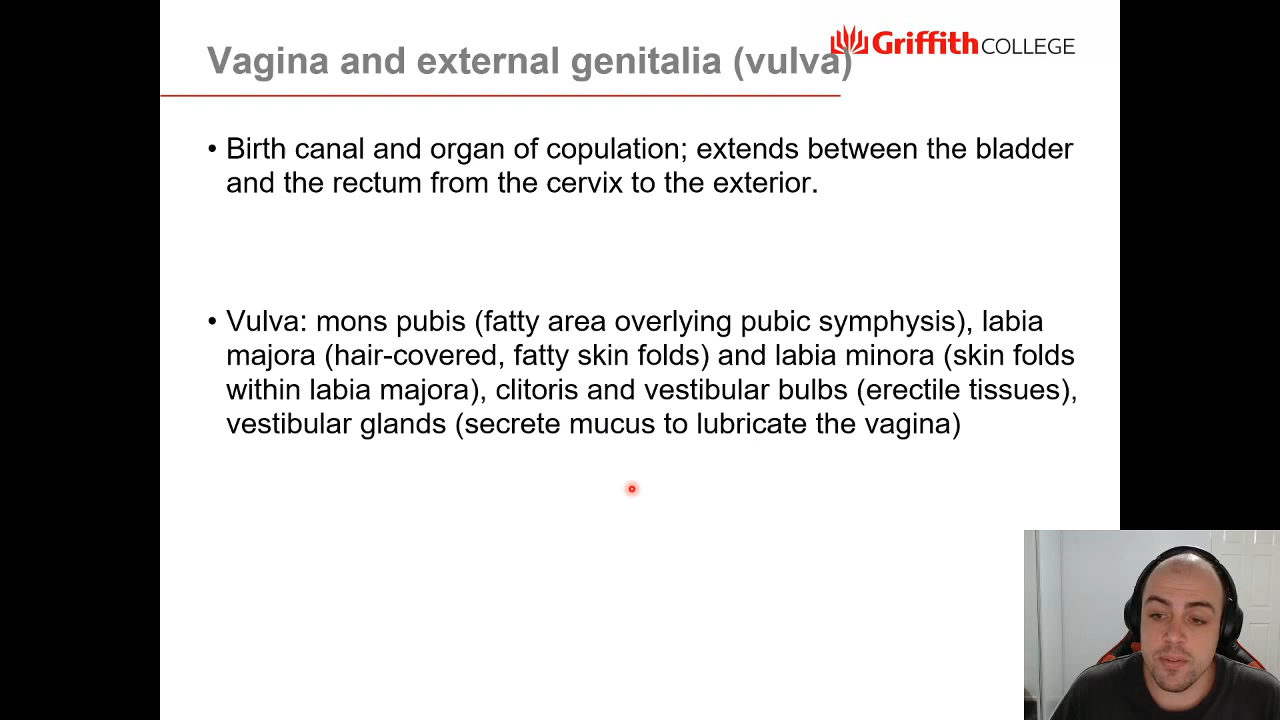 Vagina and external genitalia (vulva)
Griffith COLLEGE
• Birth canal and organ of copulation; extends between the bladder
and the rectum from the cervix to the exterior.
• Vulva: mons pubis (fatty area overlying pubic symphysis), labia
majora (hair-covered, fatty skin folds) and labia minora (skin folds
within labia majora), clitoris and vestibular bulbs (erectile tissues),
vestibular glands (secrete mucus to lubricate the vagina)